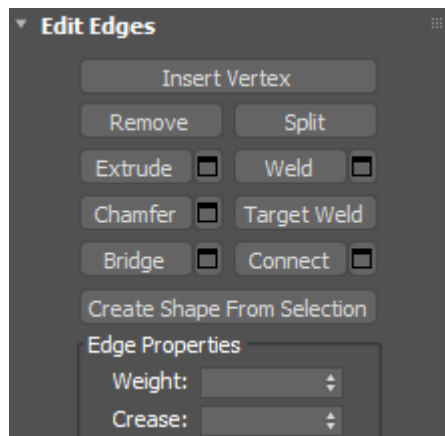 Edit Edges
Insert Vertex
Remove Split
Extrude Weld
Chamfer Target Weld
Bridge Connect
Create Shape From Selection
Edge Properties
Weight:
Crease: